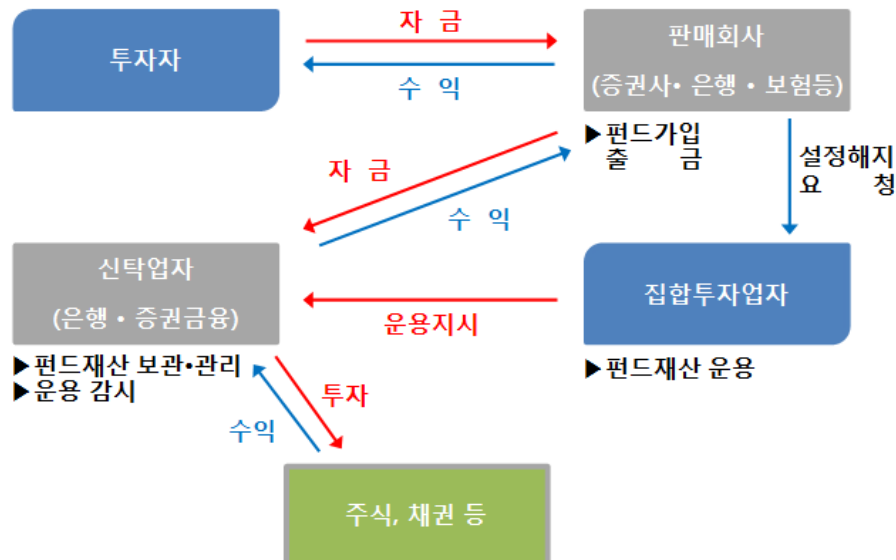 자 금
투자자
수 익
판매회사
(증권사• 은행 • 보험등)
▶펀드가입
출 금
설정해지
요 청
자 금
수 익
신탁업자
(은행 • 증권금융)
운용지시
집합투자업자
▶펀드재산 보관•관리
▶운용 감시
▶펀드재산 운용
투자
수익
주식, 채권 등